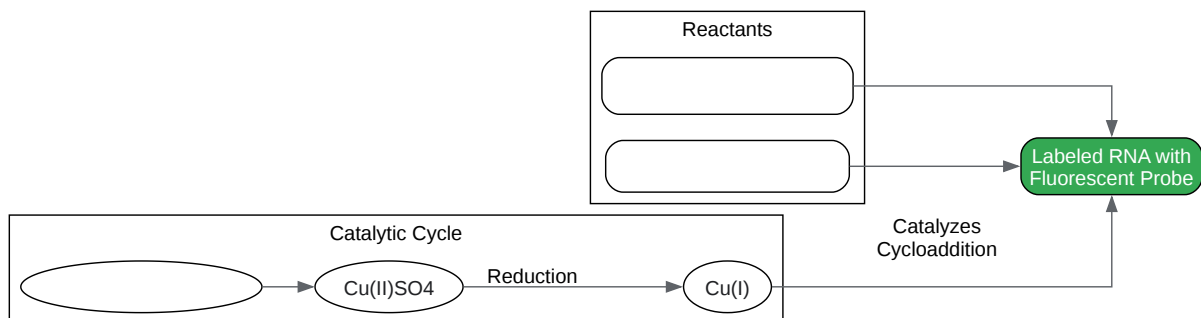 Reactants
Labeled RNA with
Fluorescent Probe
Catalyzes
Cycloaddition
Catalytic Cycle
Cu(II)SO4
Reduction
Cu(I)